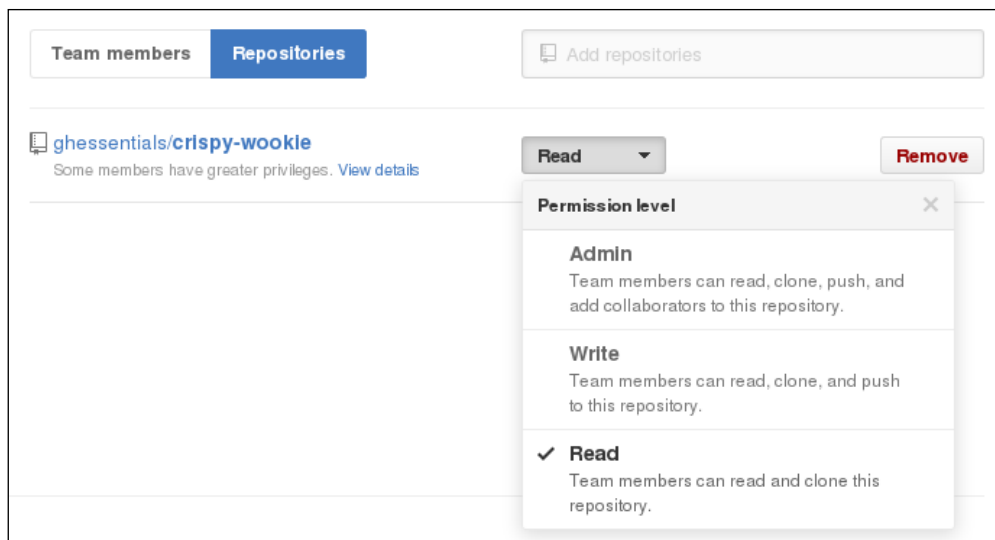 Team members
Repositories
Add repositories
ghessentials/crispy-wookie
Some members have greater privileges. View details
Read
Remove
Permission level
Admin
Team members can read, clone, push, and
add collaborators to this repository.
Write
Team members can read, clone, and push
to this repository.
Read
Team members can read and clone this
repository.